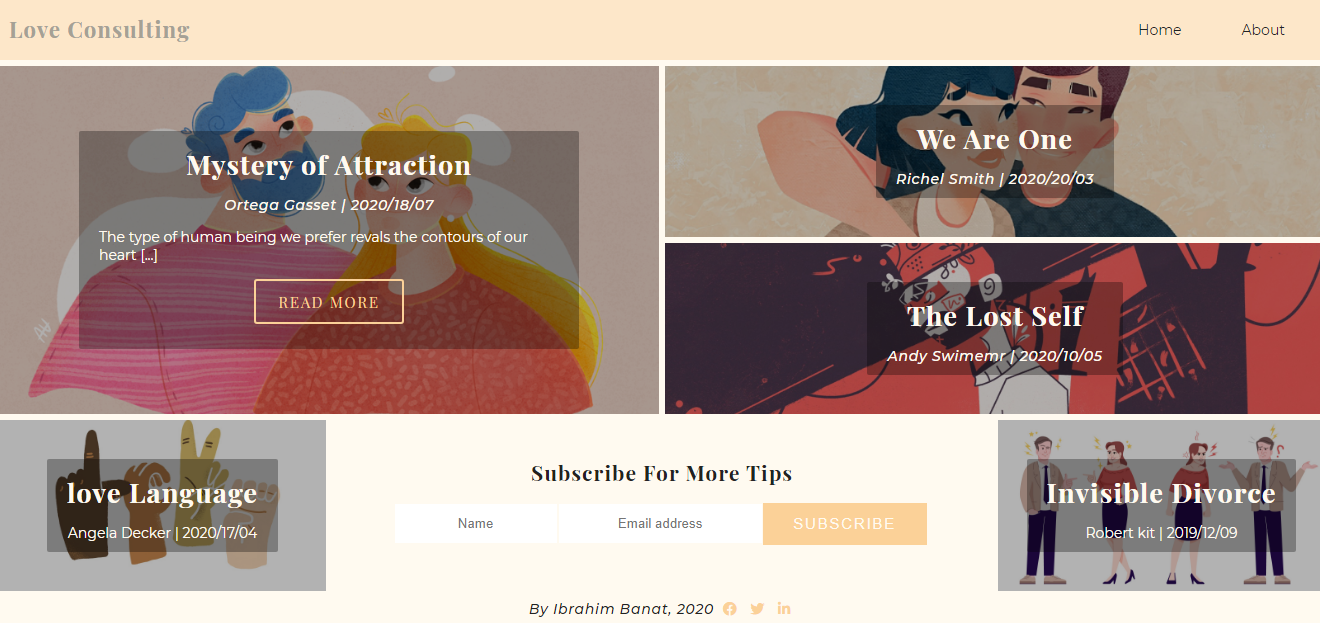 Love Consulting
Home
About
Mystery of Attraction
Ortega Gasset | 2020/18/07
The type of human being we prefer revals the contours of our
heart [...]
READ MORE
We Are One
Richel Smith | 2020/20/03
The Lost Self
Andy Swimemr | 2020/10/05
love Language
Angela Decker | 2020/17/04
Subscribe For More Tips
Name
Email address
SUBSCRIBE
Invisible Divorce
Robert kit | 2019/12/09
By Ibrahim Banat, 2020